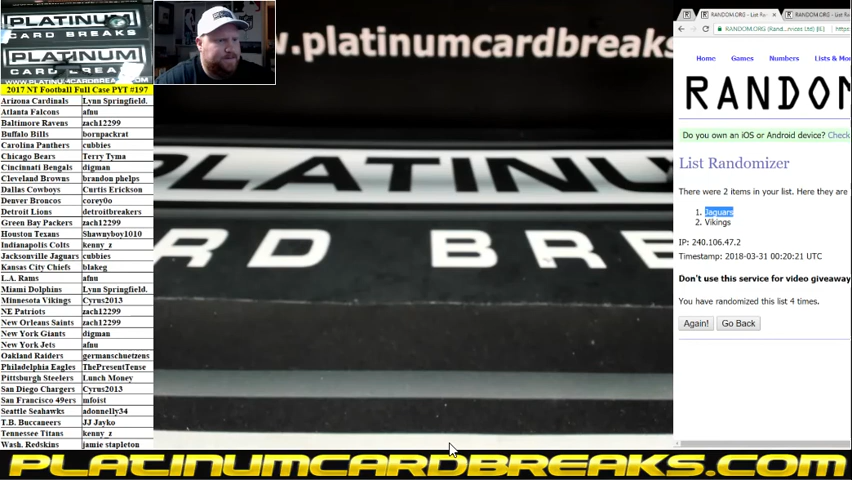 PLATINUM
CARD BREAKS
PLATINUM
CARD BREAKS
2017 NT Football Full Case PYT #197
Arizona Cardinals Lynn Springfield.
Atlanta Falcons afnu
Baltimore Ravens zach12299
Buffalo Bills bornpackrat
Carolina Panthers cubbies
Chicago Bears Terry Tyma
Cincinnati Bengals digman
Cleveland Browns brandon phelps
Dallas Cowboys Curtis Erickson
Denver Broncos corey0o
Detroit Lions detroitbreakers
Green Bay Packers zach12299
Houston Texans Shawnyboy1010
Indianapolis Colts kenny_z
Jacksonville Jaguars cubbies
Kansas City Chiefs blakeg
L.A. Rams afnu
Miami Dolphins Lynn Springfield.
Minnesota Vikings Cyrus2013
NE Patriots zach12299
New Orleans Saints zach12299
New York Giants digman
New York Jets afnu
Oakland Raiders germanschnetzens
Philadelphia Eagles ThePresentTense
Pittsburgh Steelers Lunch Money
San Diego Chargers Cyrus2013
San Francisco 49ers mfoist
Seattle Seahawks adonnelly34
T.B. Buccaneers JJ Jayko
Tennessee Titans kenny_z
Wash. Redskins jamie stapleton
w.platinumcardbreaks
PLATINU
RD BRE
RANDOM.ORG - List Ra
RANDOM.ORG - List Ra
Home Games Numbers Lists & Mo
RANDOM
Do you own an iOS or Android device? Check
List Randomizer
There were 2 items in your list. Here they are
1. Jaguars
2. Vikings
IP: 240.106.47.2
Timestamp: 2018-03-31 00:20:21 UTC
Don't use this service for video giveaway
You have randomized this list 4 times.
Again! Go Back
PLATINUMCARDBREAKS.COM